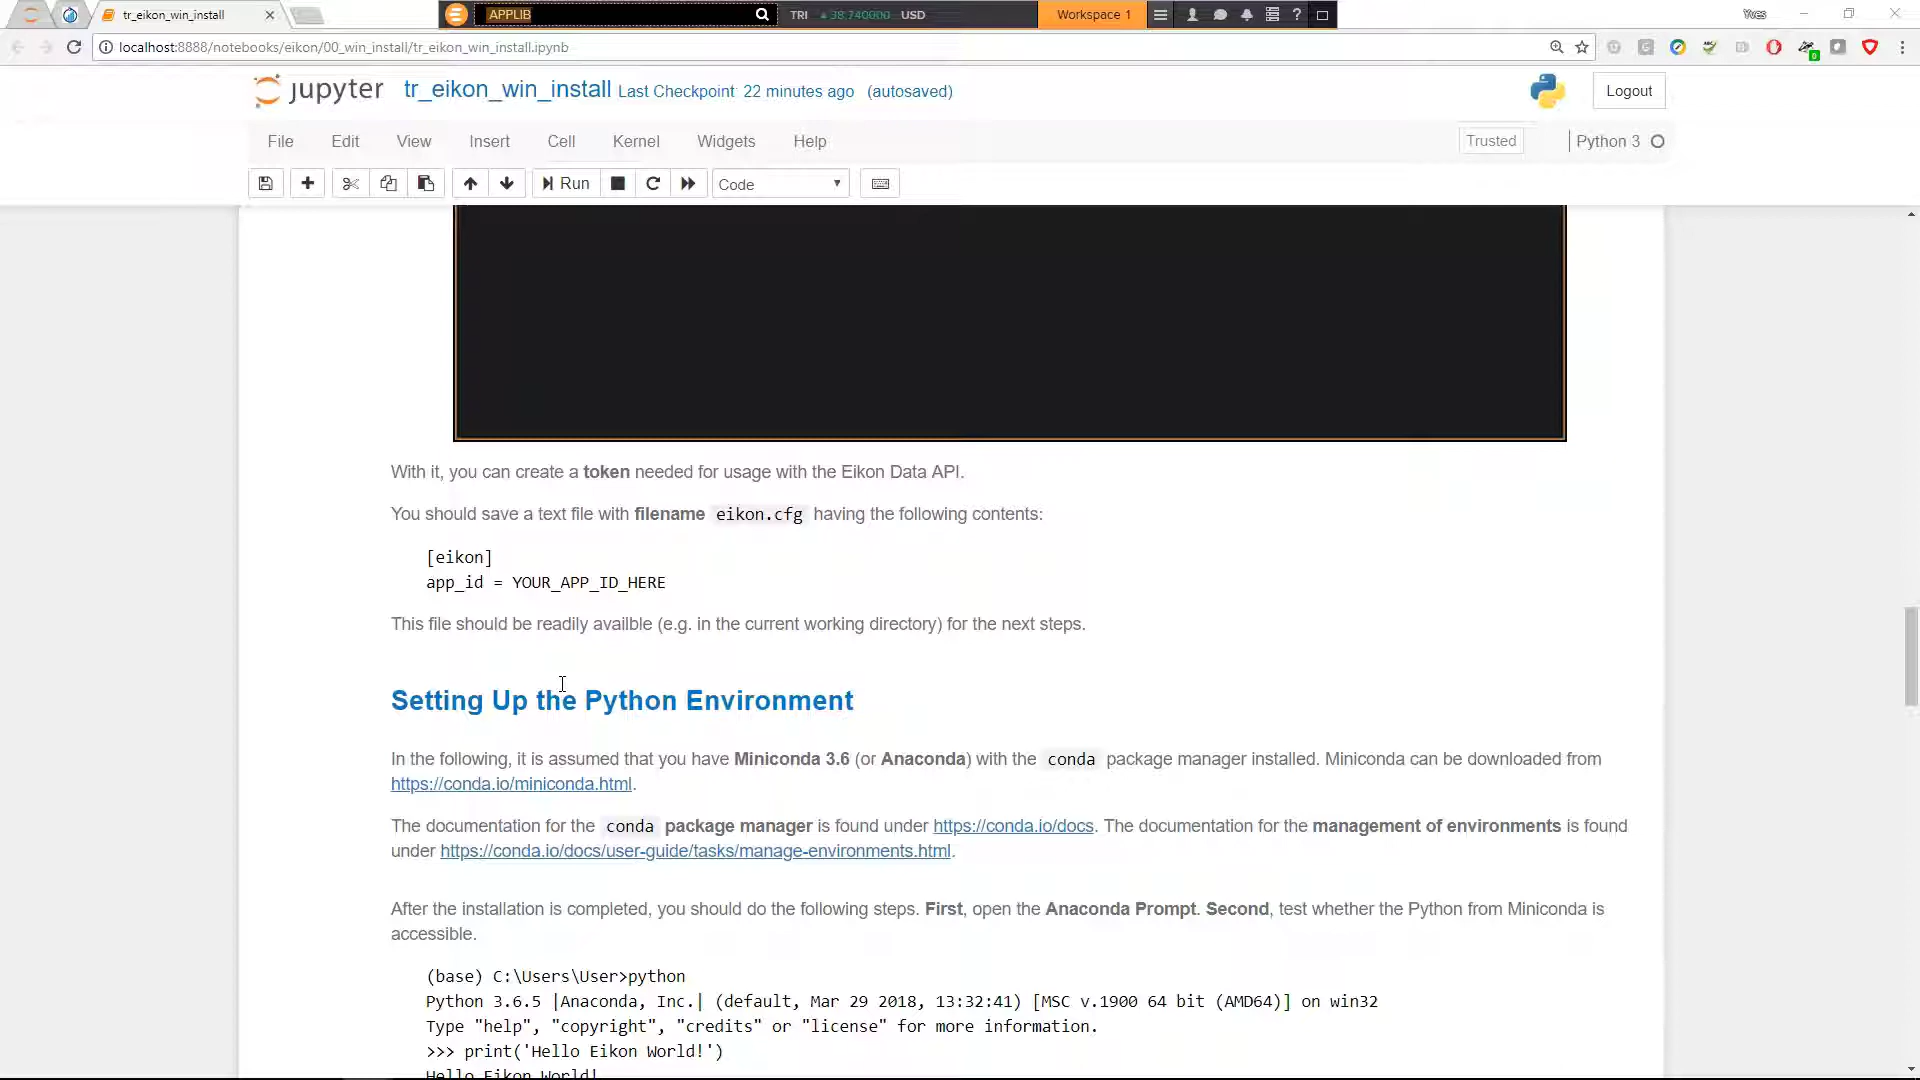 tr_eikon_win_install
APPLIB
TRI 38.740000 USD
Workspace 1
?
Yves
localhost:8888/notebooks/eikon/00_win_install/tr_eikon_win_install.ipynb
0
jupyter tr_eikon_win_install Last Checkpoint: 22 minutes ago (autosaved)
Logout
File Edit View Insert Cell Kernel Widgets Help
Trusted
Python 3
Run
Code
With it, you can create a token needed for usage with the Eikon Data API.
You should save a text file with filename eikon.cfg having the following contents:
[eikon]
app_id = YOUR_APP_ID_HERE
This file should be readily availble (e.g. in the current working directory) for the next steps.
Setting Up the Python Environment
In the following, it is assumed that you have Miniconda 3.6 (or Anaconda) with the conda package manager installed. Miniconda can be downloaded from
https://conda.io/miniconda.html.
The documentation for the conda package manager is found under https://conda.io/docs. The documentation for the management of environments is found
under https://conda.io/docs/user-guide/tasks/manage-environments.html.
After the installation is completed, you should do the following steps. First, open the Anaconda Prompt. Second, test whether the Python from Miniconda is
accessible.
(base) C:\Users\User>python
Python 3.6.5 |Anaconda, Inc.| (default, Mar 29 2018, 13:32:41) [MSC v.1900 64 bit (AMD64)] on win32
Type "help", "copyright", "credits" or "license" for more information.
>>> print('Hello Eikon World!')
Hello Eikon World!